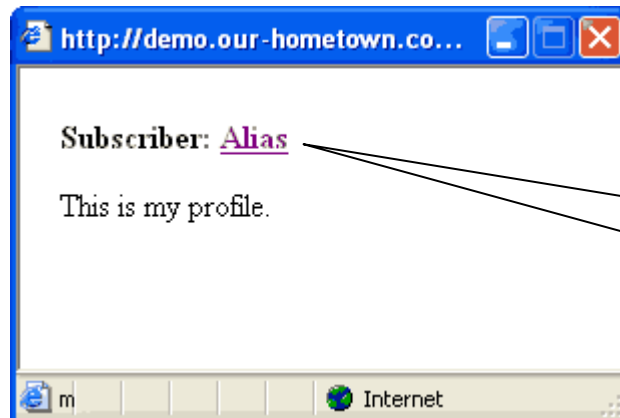 http://demo.our-hometown.co...
Subscriber: Alias
This is my profile.
m
Internet